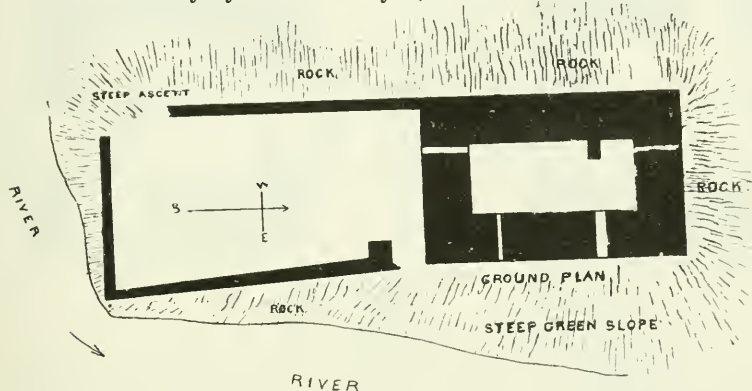 ROCK
ROCK
STEEP ASCENT
RIVER
W
S
E
ROCK
GROUND PLAN
ROCK
STEEP GREEN SLOPE
RIVER